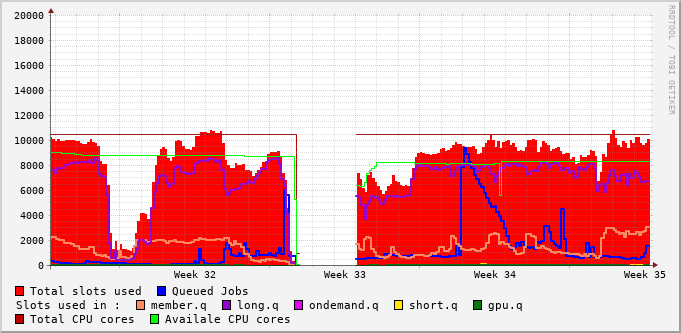 RRDTOOL / TOBI OETIKER
20000
18000
16000
14000
12000
10000
8000
6000
4000
2000
0
Week 32 Week 33 Week 34 Week 35
Total slots used Queued Jobs
Slots used in : member.q long.q ondemand.q short.q gpu.q
Total CPU cores Availale CPU cores